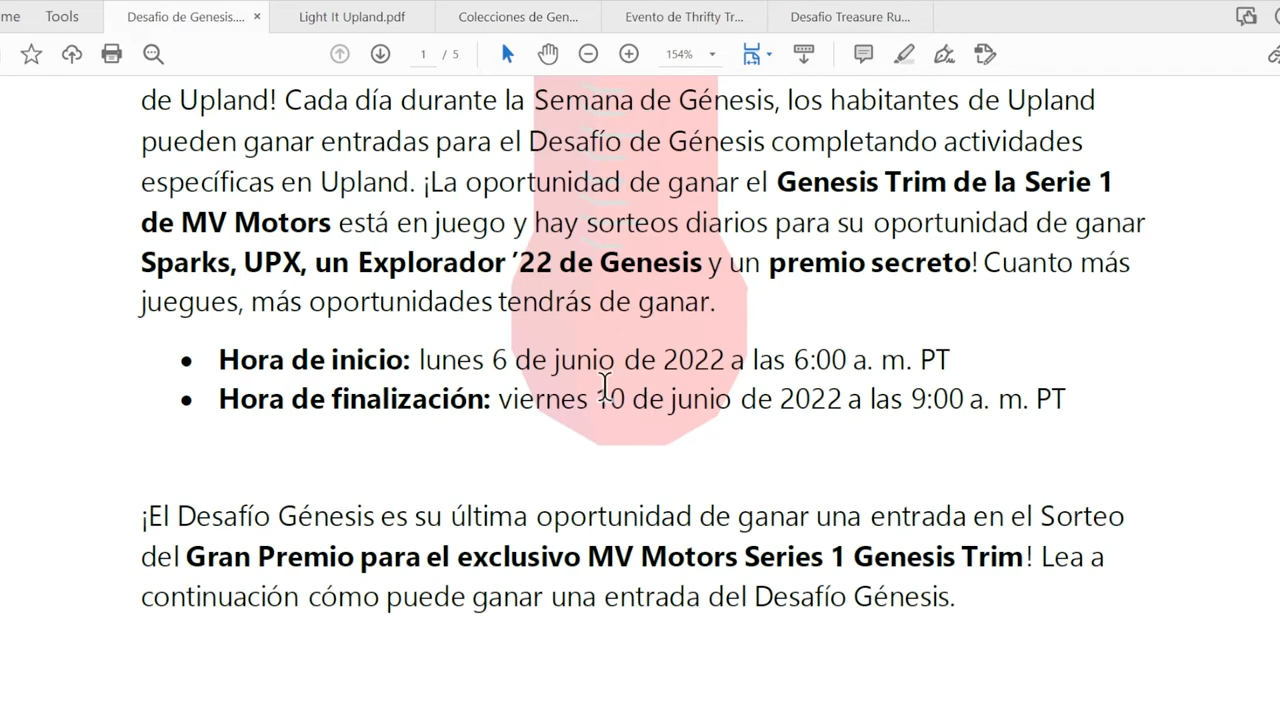 me Tools Desafio de Genesis.... × Light It Upland.pdf Colecciones de Gen... Evento de Thrifty Tr... Desafio Treasure Ru...
1 / 5 154%
de Upland! Cada día durante la Semana de Génesis, los habitantes de Upland
pueden ganar entradas para el Desafío de Génesis completando actividades
específicas en Upland. ¡La oportunidad de ganar el Genesis Trim de la Serie 1
de MV Motors está en juego y hay sorteos diarios para su oportunidad de ganar
Sparks, UPX, un Explorador ’22 de Genesis y un premio secreto! Cuanto más
juegues, más oportunidades tendrás de ganar.
• Hora de inicio: lunes 6 de junio de 2022 a las 6:00 a. m. PT
• Hora de finalización: viernes 10 de junio de 2022 a las 9:00 a. m. PT
¡El Desafío Génesis es su última oportunidad de ganar una entrada en el Sorteo
del Gran Premio para el exclusivo MV Motors Series 1 Genesis Trim! Lea a
continuación cómo puede ganar una entrada del Desafío Génesis.